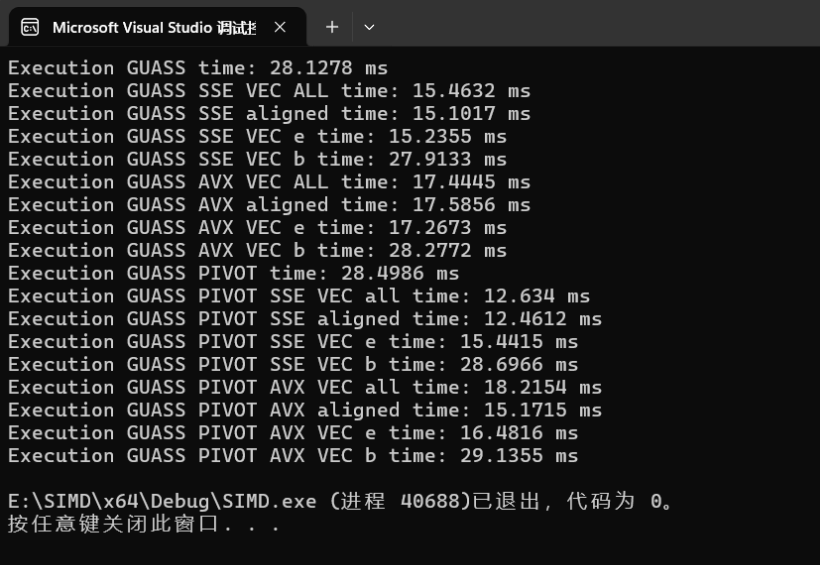 Microsoft Visual Studio 调试控
Execution GUASS time: 28.1278 ms
Execution GUASS SSE VEC ALL time: 15.4632 ms
Execution GUASS SSE aligned time: 15.1017 ms
Execution GUASS SSE VEC e time: 15.2355 ms
Execution GUASS SSE VEC b time: 27.9133 ms
Execution GUASS AVX VEC ALL time: 17.4445 ms
Execution GUASS AVX aligned time: 17.5856 ms
Execution GUASS AVX VEC e time: 17.2673 ms
Execution GUASS AVX VEC b time: 28.2772 ms
Execution GUASS PIVOT time: 28.4986 ms
Execution GUASS PIVOT SSE VEC all time: 12.634 ms
Execution GUASS PIVOT SSE aligned time: 12.4612 ms
Execution GUASS PIVOT SSE VEC e time: 15.4415 ms
Execution GUASS PIVOT SSE VEC b time: 28.6966 ms
Execution GUASS PIVOT AVX VEC all time: 18.2154 ms
Execution GUASS PIVOT AVX aligned time: 15.1715 ms
Execution GUASS PIVOT AVX VEC e time: 16.4816 ms
Execution GUASS PIVOT AVX VEC b time: 29.1355 ms
E:\SIMD\x64\Debug\SIMD.exe (进程 40688)已退出，代码为 0。
按任意键关闭此窗口. . .